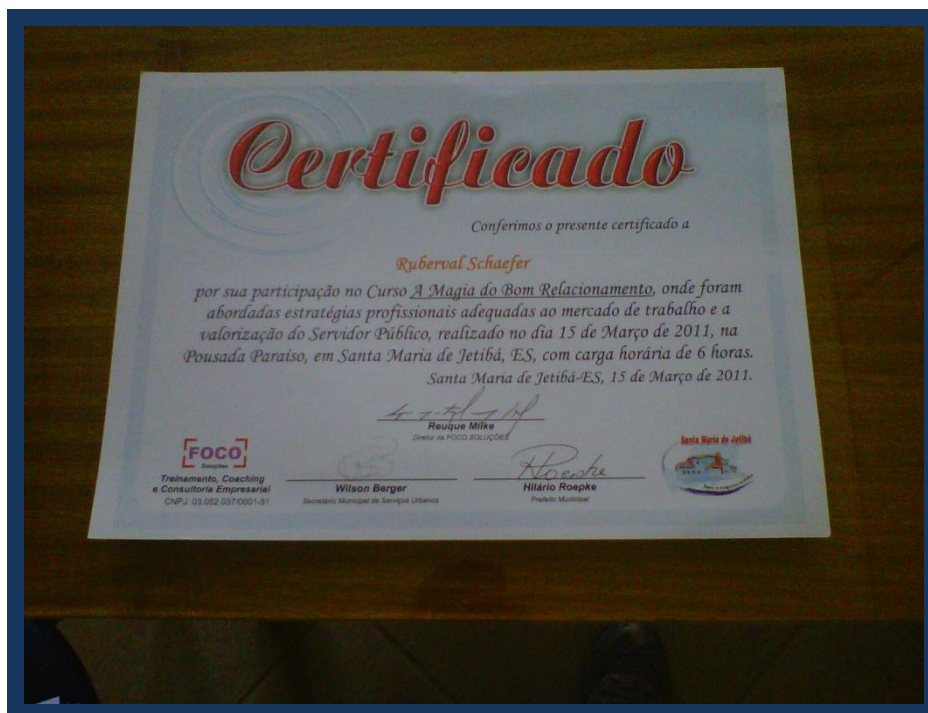 Certificado
Conferimos o presente certificado a
Ruberval Schaefer
por sua participação no Curso A Magia do Bom Relacionamento, onde foram
abordadas estratégias profissionais adequadas ao mercado de trabalho e a
valorização do Servidor Público, realizado no dia 15 de Março de 2011, na
Pousada Paraíso, em Santa Maria de Jetibá, ES, com carga horária de 6 horas.
Santa Maria de Jetibá-ES, 15 de Março de 2011.
Reuque Milke
Diretor da FOCO SOLUÇÕES
FOCO
Soluções
Treinamento, Coaching
e Consultoria Empresarial
CNPJ. 03.052.037/0001-51
Wilson Berger
Secretário Municipal de Serviços Urbanos
Hilário Roepke
Prefeito Municipal
Santa Maria de Jetibá